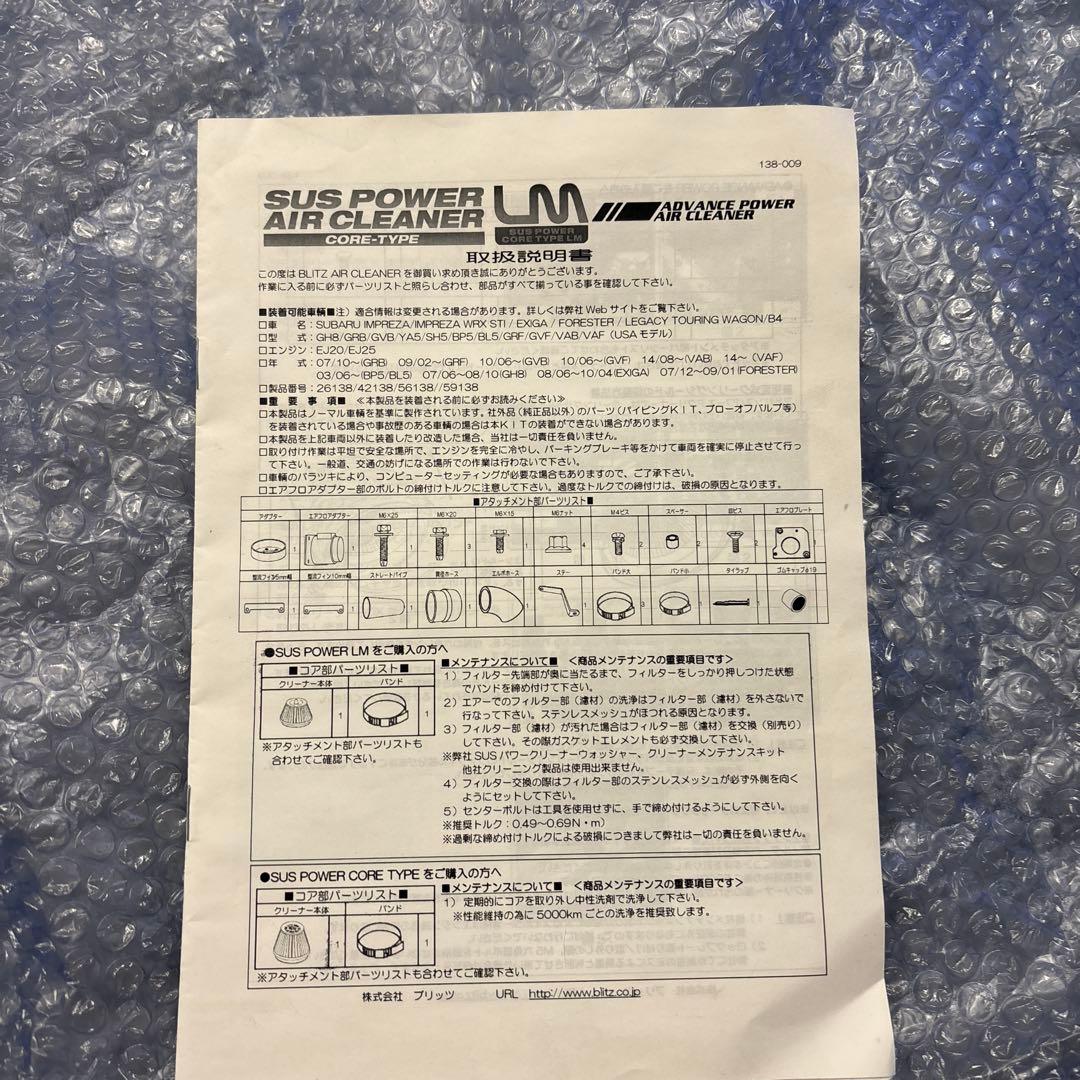 138-009
SUS POWER
AIR CLEANER
CORE-TYPE
LM
SUS POWER
CORE TYPE LM
ADVANCE POWER
AIR CLEANER
取扱説明書
この度は BLITZ AIR CLEANER を御買い求め頂き誠にありがとうございます。
作業に入る前に必ずパーツリストと照らし合わせ、部品がすべて揃っている事を確認して下さい。
■装着可能車輌■注）適合情報は変更される場合があります。詳しくは弊社 Web サイトをご覧下さい。
□車　名：SUBARU IMPREZA/IMPREZA WRX STI / EXIGA / FORESTER / LEGACY TOURING WAGON/B4
□型　式：GH8/GRB/GVB/YA5/SH5/BP5/BL5/GRF/GVF/VAB/VAF（USA モデル）
□エンジン：EJ20/EJ25
□年　式：07/10～(GRB)　09/02～(GRF)　10/06～(GVB)　10/06～(GVF)　14/08～(VAB)　14～（VAF）
03/06～(BP5/BL5)　07/06～08/10(GH8)　08/06～10/04(EXIGA)　07/12～09/01(FORESTER)
□製品番号：26138/42138/56138//59138
■重　要　事　項■　≪本製品を装着される前に必ずお読みください≫
□本製品はノーマル車輌を基準に製作されています。社外品（純正品以外）のパーツ（パイピングＫＩＴ、ブローオフバルブ等）
を装着されている場合や事故歴のある車輌の場合は本ＫＩＴの装着ができない場合があります。
□本製品を上記車両以外に装着したり改造した場合、当社は一切責任を負いません。
□取り付け作業は平坦で安全な場所で、エンジンを完全に冷やし、パーキングブレーキ等をかけて車両を確実に停止させて行っ
て下さい。一般道、交通の妨げになる場所での作業は行わないで下さい。
□車輌のバラツキにより、コンピューターセッティングが必要な場合もありますので、ご了承下さい。
□エアフロアダプター部のボルトの締付けトルクに注意して下さい。過度なトルクでの締付けは、破損の原因となります。
■アタッチメント部パーツリスト■
アダプター　エアフロアダプター　M6×25　M6×20　M6×15　M6ナット　M4ビス　スペーサー　皿ビス　エアフロプレート
1　1　1　3　1　4　2　2　2　1
整流フィン5mm幅　整流フィン10mm幅　ストレートパイプ　異径ホース　エルボホース　ステー　バンド大　バンド小　タイラップ　ゴムキャップφ19
1　1　1　1　1　1　3　1　1　1
●SUS POWER LM をご購入の方へ
■コア部パーツリスト■
クリーナー本体　バンド
1　1
※アタッチメント部パーツリストも
合わせてご確認下さい。
■メンテナンスについて■　＜商品メンテナンスの重要項目です＞
1）フィルター先端部が奥に当たるまで、フィルターをしっかり押しつけた状態
でバンドを締め付けて下さい。
2）エアーでのフィルター部（濾材）の洗浄はフィルター部（濾材）を外さないで
行なって下さい。ステンレスメッシュがほつれる原因となります。
3）フィルター部（濾材）が汚れた場合はフィルター部（濾材）を交換（別売り）
して下さい。その際ガスケットエレメントも必ず交換して下さい。
※弊社 SUS パワークリーナーウォッシャー、クリーナーメンテナンスキット
他社クリーニング製品は使用出来ません。
4）フィルター交換の際はフィルター部のステンレスメッシュが必ず外側を向く
ようにセットして下さい。
5）センターボルトは工具を使用せずに、手で締め付けるようにして下さい。
※推奨トルク：0.49～0.69N・m）
※過剰な締め付けトルクによる破損につきまして弊社は一切の責任を負いません。
●SUS POWER CORE TYPE をご購入の方へ
■コア部パーツリスト■
クリーナー本体　バンド
1　1
■メンテナンスについて■　＜商品メンテナンスの重要項目です＞
1）定期的にコアを取り外し中性洗剤で洗浄して下さい。
※性能維持の為に 5000km ごとの洗浄を推奨致します。
※アタッチメント部パーツリストも合わせてご確認下さい。
株式会社　ブリッツ　URL　http://www.blitz.co.jp